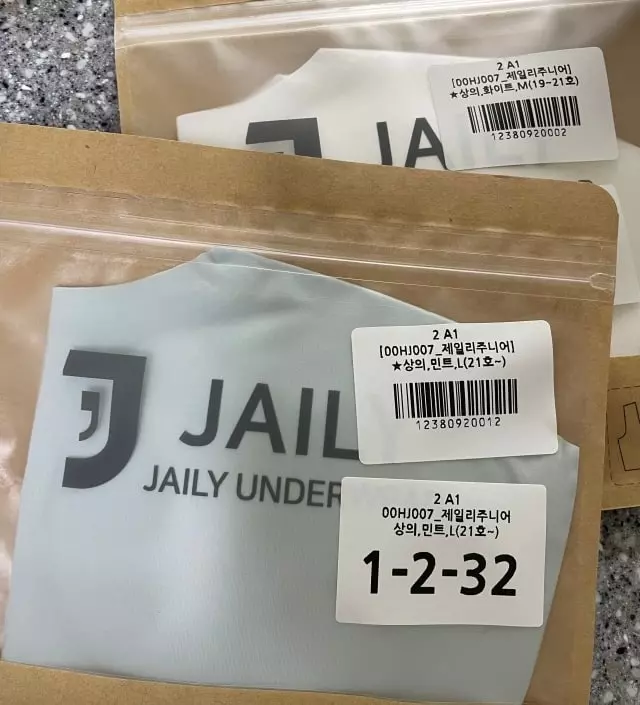 2 A1
[00HJ007_제일리주니어]
★상의,화이트,M(19~21호)
12380920002
JA
2 A1
[00HJ007_제일리주니어]
★상의,민트,L(21호~)
12380920012
JAIL
JAILY UNDER
2 A1
00HJ007_제일리주니어
상의,민트,L(21호~)
1-2-32